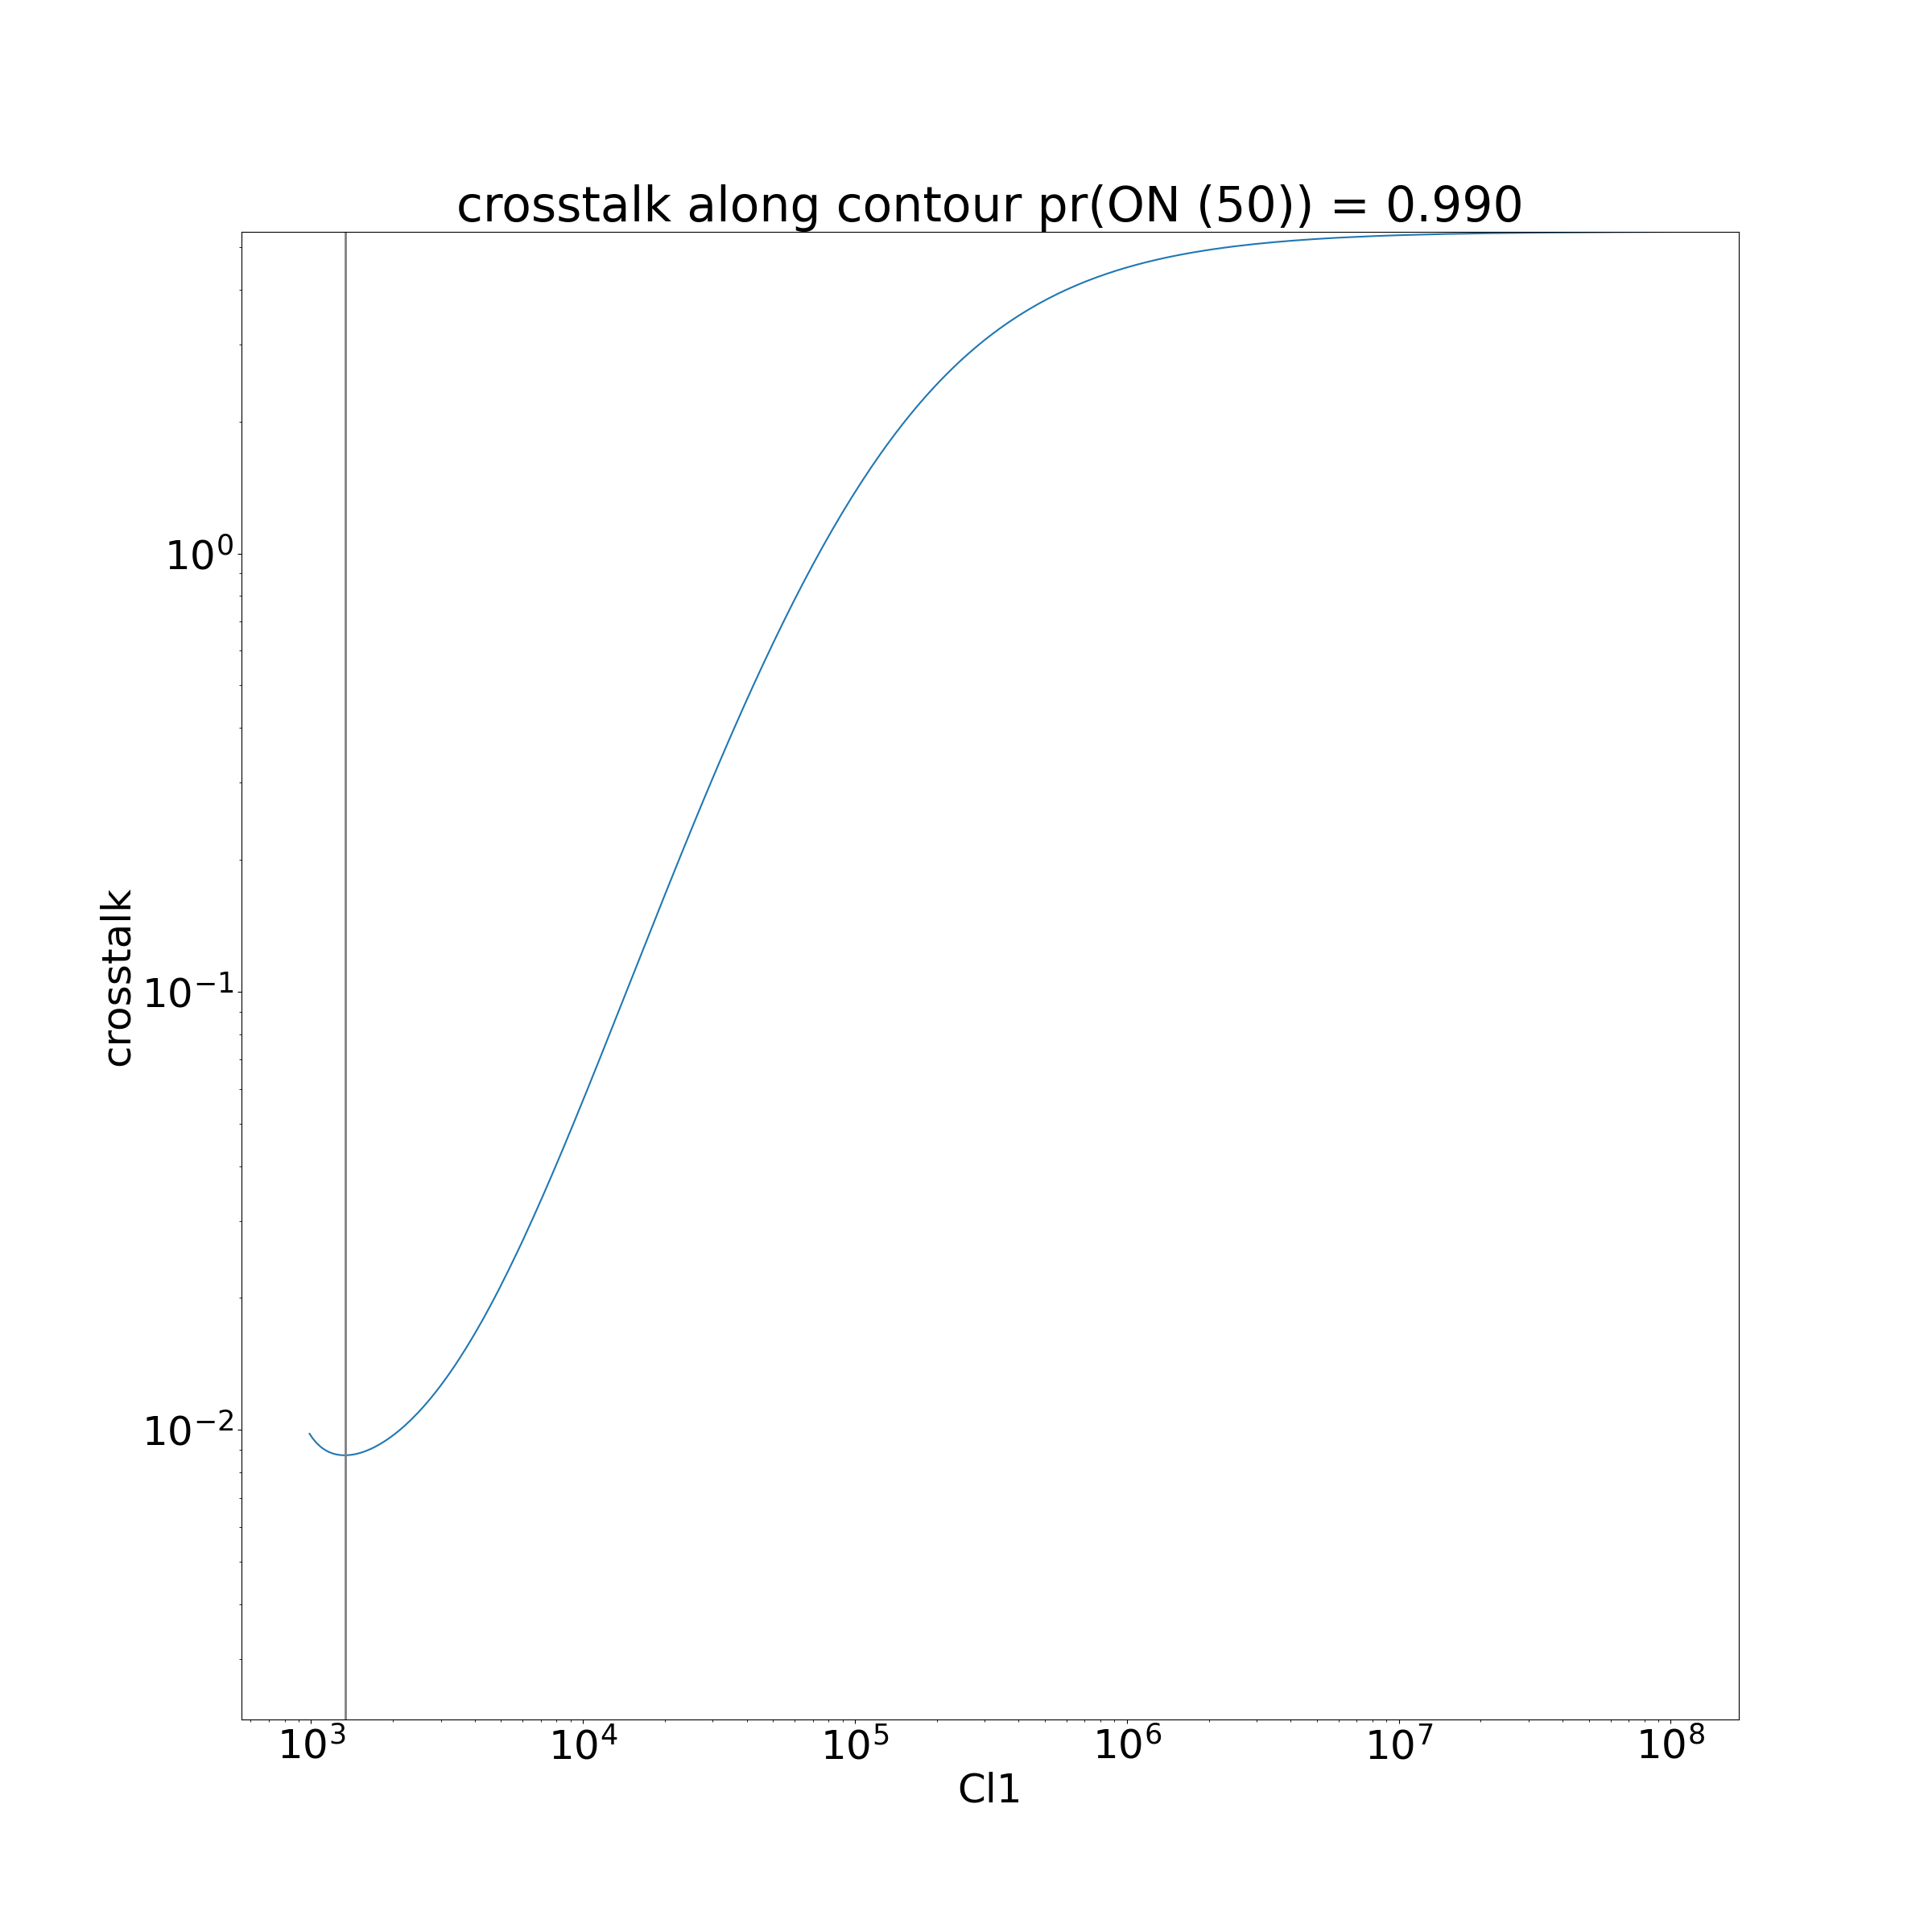 crosstalk along contour pr(ON (50)) = 0.990
crosstalk
10⁰
10⁻¹
10⁻²
10³ 10⁴ 10⁵ 10⁶ 10⁷ 10⁸
Cl1